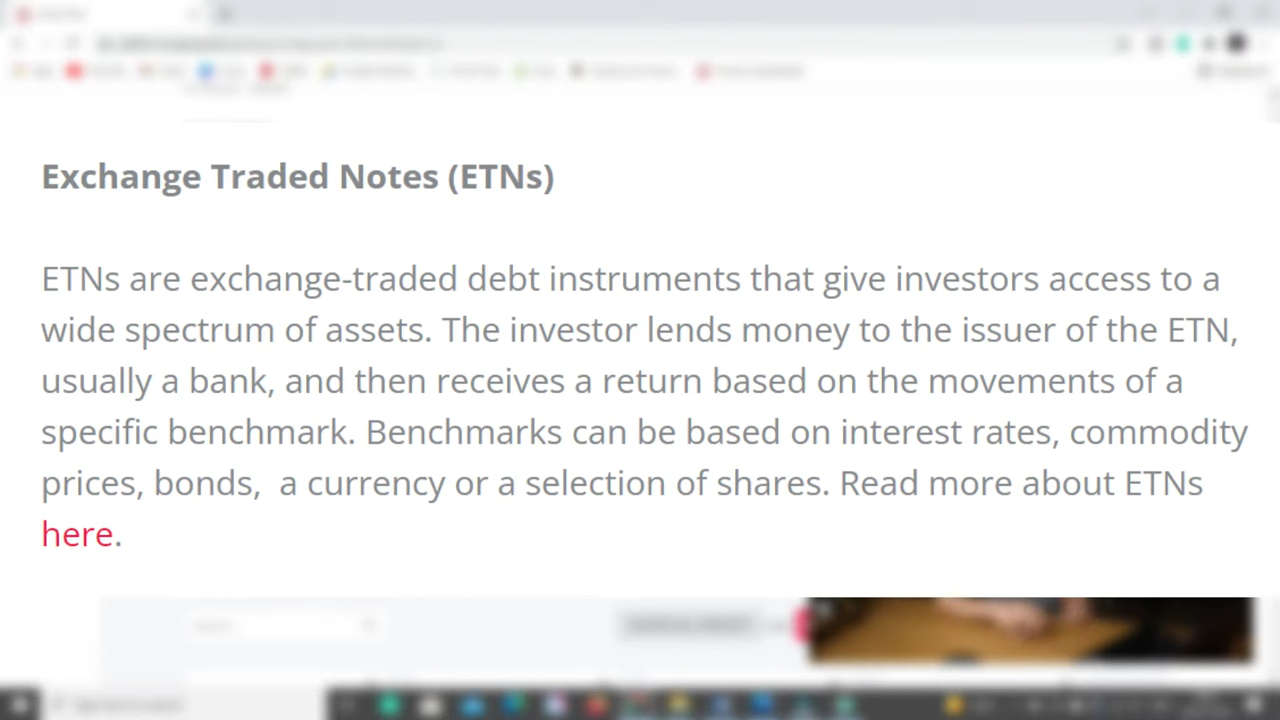 Exchange Traded Notes (ETNs)
ETNs are exchange-traded debt instruments that give investors access to a
wide spectrum of assets. The investor lends money to the issuer of the ETN,
usually a bank, and then receives a return based on the movements of a
specific benchmark. Benchmarks can be based on interest rates, commodity
prices, bonds,  a currency or a selection of shares. Read more about ETNs
here.